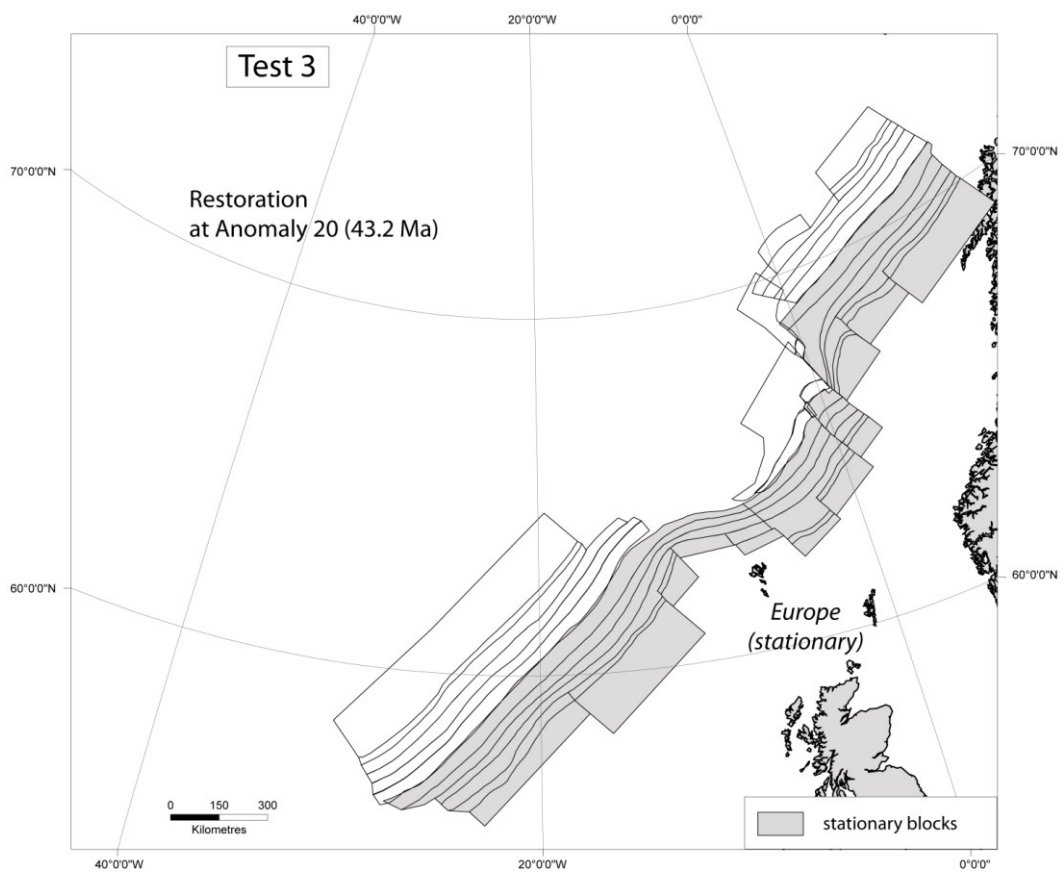 40°0'0"W
20°0'0"W
0°0'0"
Test 3
70°0'0"N
70°0'0"N
Restoration
at Anomaly 20 (43.2 Ma)
60°0'0"N
60°0'0"N
Europe
(stationary)
0 150 300
Kilometres
stationary blocks
40°0'0"W
20°0'0"W
0°0'0"